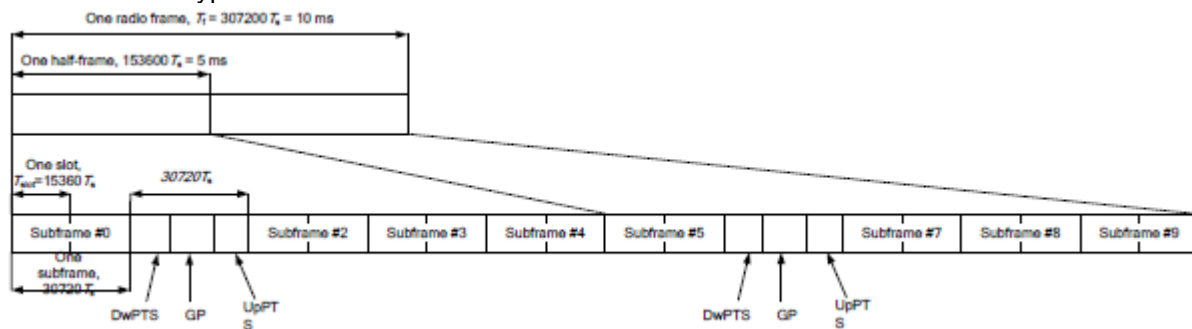 One radio frame, Tf = 307200 Ts = 10 ms
One half-frame, 153600 Ts = 5 ms
One slot,
Tslot=15360 Ts
30720Ts
Subframe #0
Subframe #2
Subframe #3
Subframe #4
Subframe #5
Subframe #7
Subframe #8
Subframe #9
One
subframe,
30720 Ts
DwPTS
GP
UpPT
S
DwPTS
GP
UpPT
S